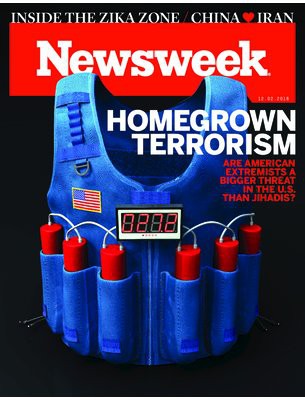 INSIDE THE ZIKA ZONE / CHINA ♥ IRAN
Newsweek
HOMEGROWN
TERRORISM
ARE AMERICAN
EXTREMISTS A
BIGGER THREAT
IN THE U.S.
THAN JIHADIS?